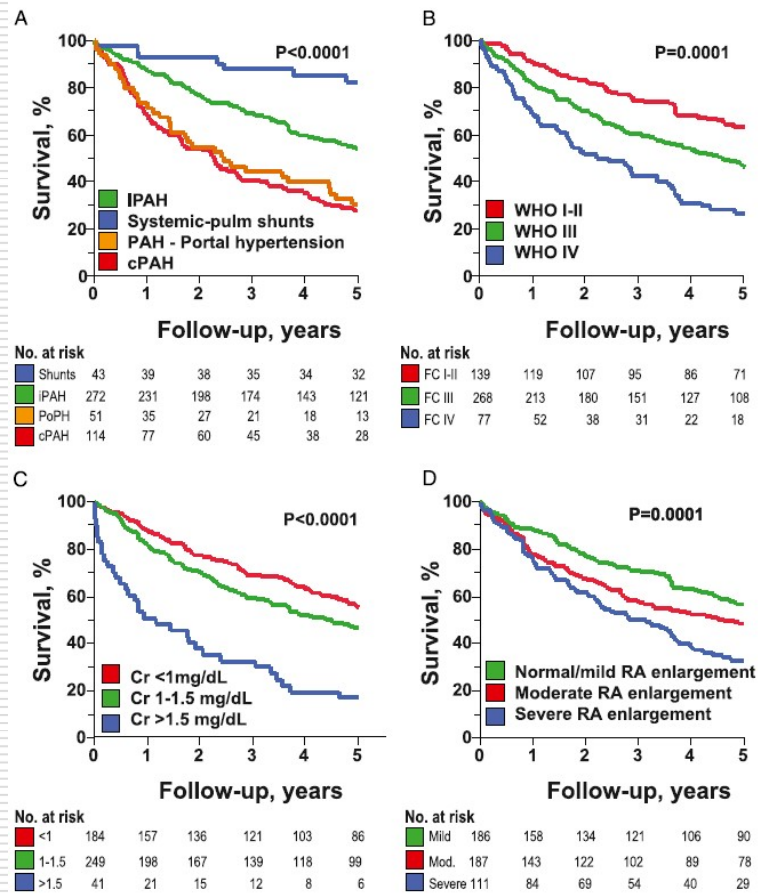 A
P<0.0001
100
80
60
40
20
0
Survival, %
IPAH
Systemic-pulm shunts
PAH - Portal hypertension
cPAH
0 1 2 3 4 5
Follow-up, years
No. at risk
Shunts 43 39 38 35 34 32
iPAH 272 231 198 174 143 121
PoPH 51 35 27 21 18 13
cPAH 114 77 60 45 38 28
B
P=0.0001
100
80
60
40
20
0
Survival, %
WHO I-II
WHO III
WHO IV
0 1 2 3 4 5
Follow-up, years
No. at risk
FC I-II 139 119 107 95 86 71
FC III 268 213 180 151 127 108
FC IV 77 52 38 31 22 18
C
P<0.0001
100
80
60
40
20
0
Survival, %
Cr <1mg/dL
Cr 1-1.5 mg/dL
Cr >1.5 mg/dL
0 1 2 3 4 5
Follow-up, years
No. at risk
<1 184 157 136 121 103 86
1-1.5 249 198 167 139 118 99
>1.5 41 21 15 12 8 6
D
P=0.0001
100
80
60
40
20
0
Survival, %
Normal/mild RA enlargement
Moderate RA enlargement
Severe RA enlargement
0 1 2 3 4 5
Follow-up, years
No. at risk
Mild 186 158 134 121 106 90
Mod. 187 143 122 102 89 78
Severe 111 84 69 54 40 29